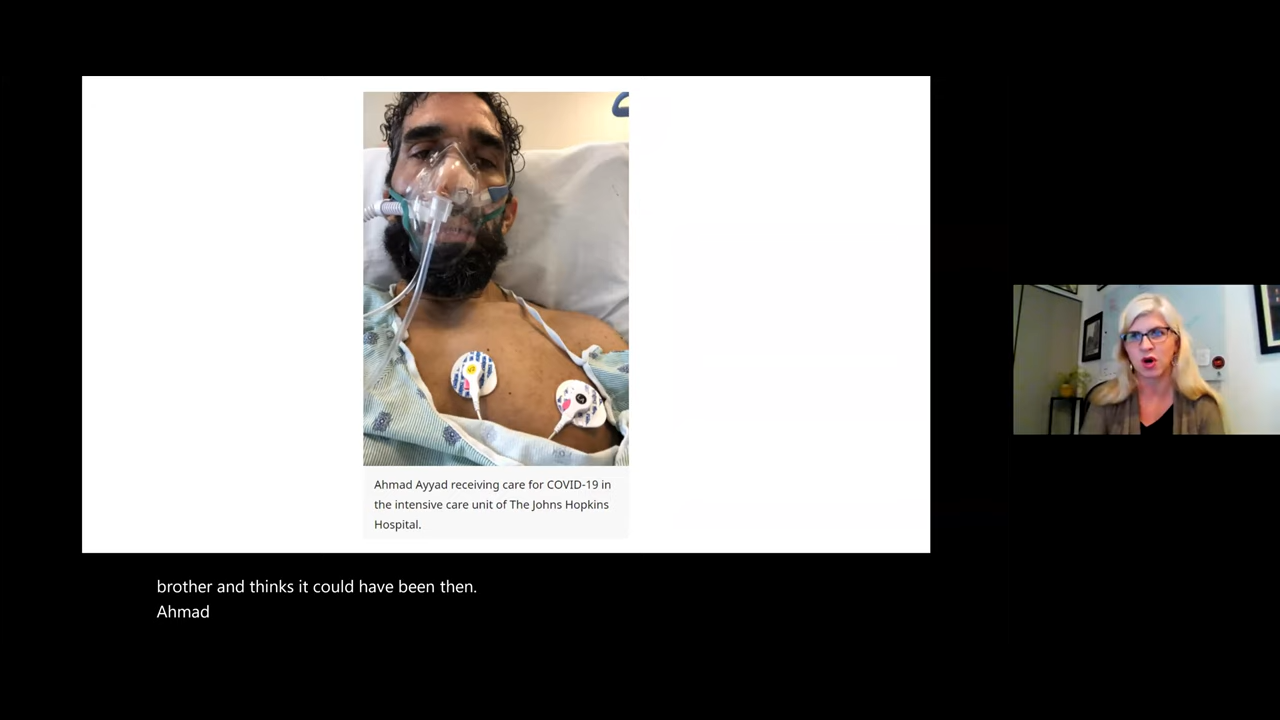 Ahmad Ayyad receiving care for COVID-19 in
the intensive care unit of The Johns Hopkins
Hospital.
brother and thinks it could have been then.
Ahmad